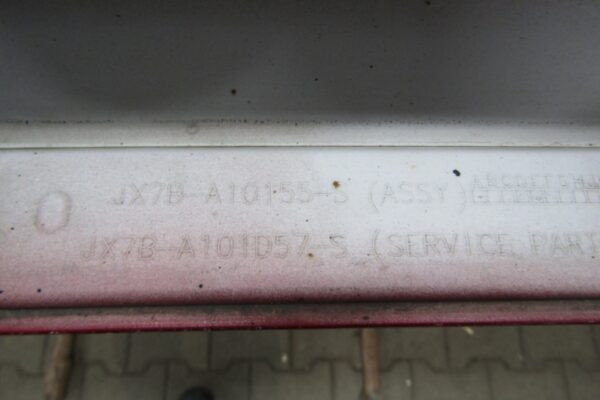 JX7B-A10155-S (ASSY)
JX7B-A101D57-S (SERVICE PART